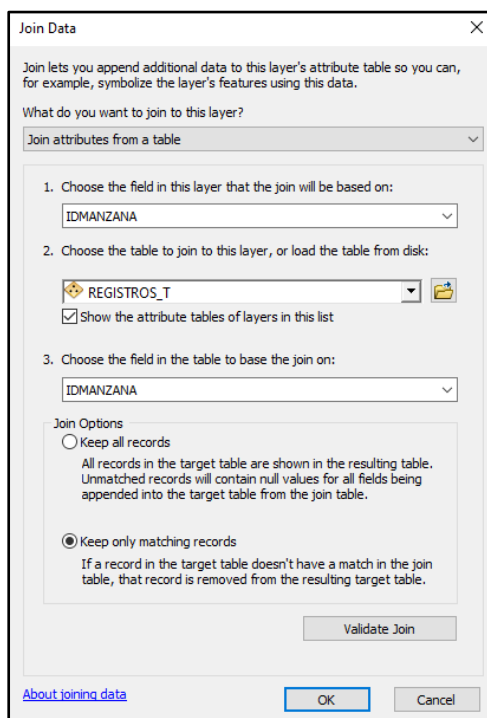 Join Data
Join lets you append additional data to this layer's attribute table so you can,
for example, symbolize the layer's features using this data.
What do you want to join to this layer?
Join attributes from a table
1. Choose the field in this layer that the join will be based on:
IDMANZANA
2. Choose the table to join to this layer, or load the table from disk:
REGISTROS_T
Show the attribute tables of layers in this list
3. Choose the field in the table to base the join on:
IDMANZANA
Join Options
Keep all records
All records in the target table are shown in the resulting table.
Unmatched records will contain null values for all fields being
appended into the target table from the join table.
Keep only matching records
If a record in the target table doesn't have a match in the join
table, that record is removed from the resulting target table.
Validate Join
About joining data
OK
Cancel